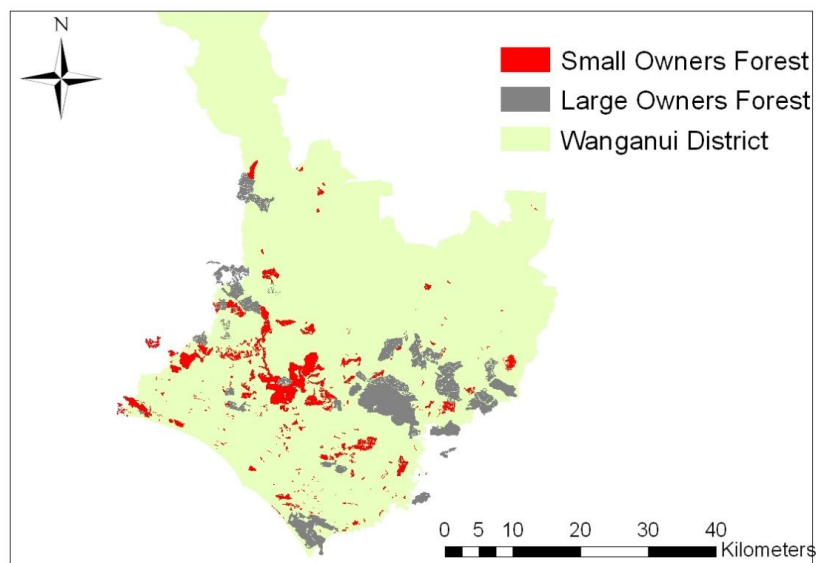 N
Small Owners Forest
Large Owners Forest
Wanganui District
0 5 10 20 30 40
Kilometers